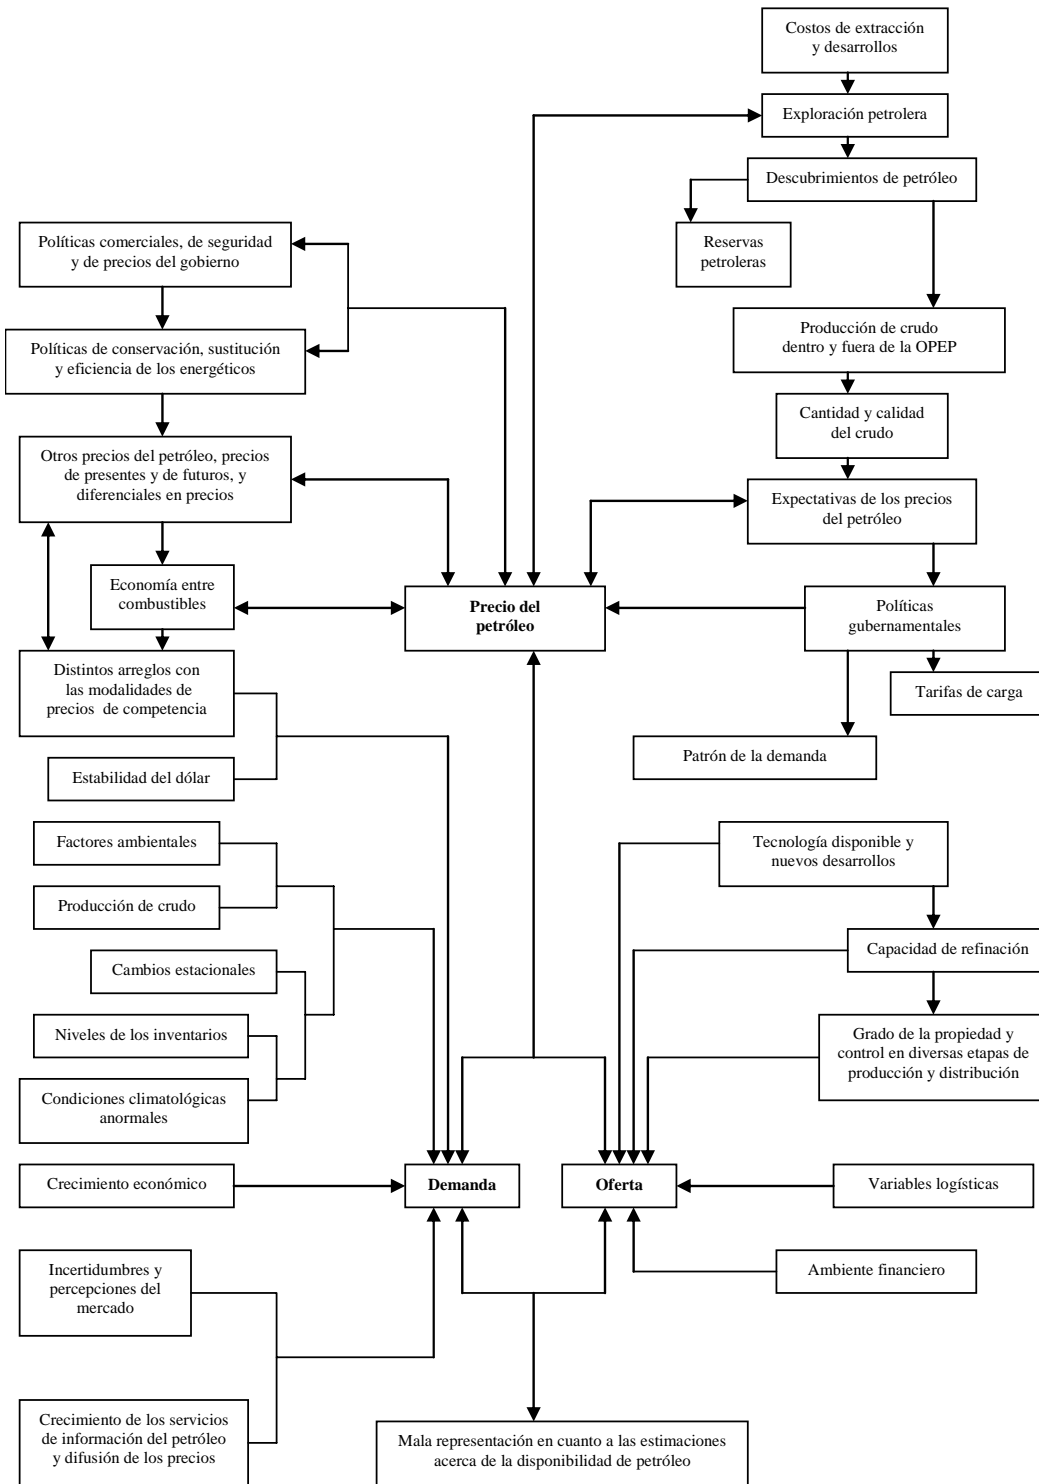 Costos de extracción
y desarrollos
Exploración petrolera
Descubrimientos de petróleo
Reservas
petroleras
Políticas comerciales, de seguridad
y de precios del gobierno
Producción de crudo
dentro y fuera de la OPEP
Políticas de conservación, sustitución
y eficiencia de los energéticos
Cantidad y calidad
del crudo
Otros precios del petróleo, precios
de presentes y de futuros, y
diferenciales en precios
Expectativas de los precios
del petróleo
Economía entre
combustibles
Precio del
petróleo
Políticas
gubernamentales
Distintos arreglos con
las modalidades de
precios de competencia
Tarifas de carga
Patrón de la demanda
Estabilidad del dólar
Factores ambientales
Tecnología disponible y
nuevos desarrollos
Producción de crudo
Capacidad de refinación
Cambios estacionales
Niveles de los inventarios
Grado de la propiedad y
control en diversas etapas de
producción y distribución
Condiciones climatológicas
anormales
Crecimiento económico
Demanda
Oferta
Variables logísticas
Incertidumbres y
percepciones del
mercado
Ambiente financiero
Crecimiento de los servicios
de información del petróleo
y difusión de los precios
Mala representación en cuanto a las estimaciones
acerca de la disponibilidad de petróleo